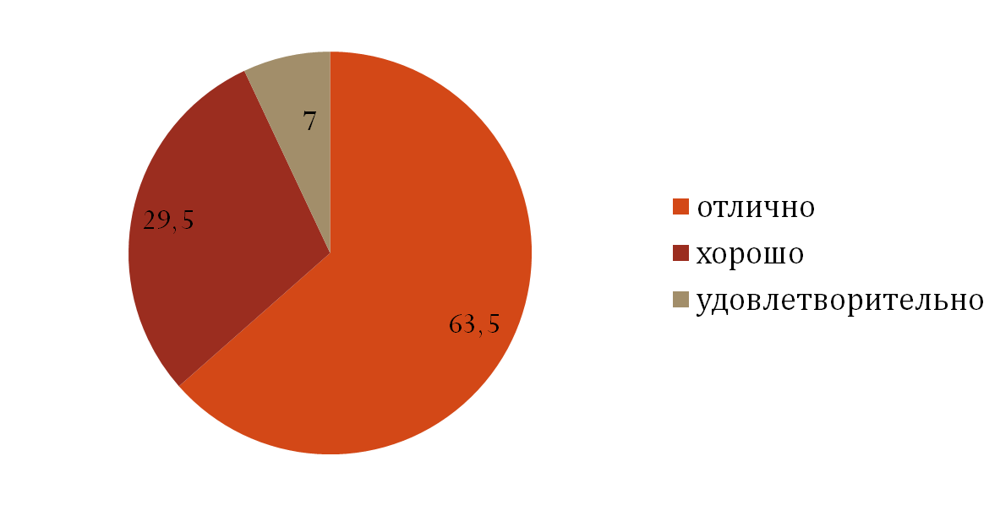 7
29,5
63,5
отлично
хорошо
удовлетворительно